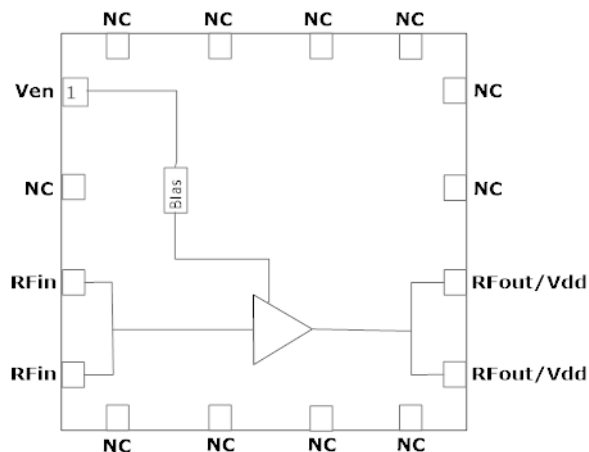 NC NC NC NC
Ven 1 NC
NC NC
Bias
RFin RFout/Vdd
RFin RFout/Vdd
NC NC NC NC